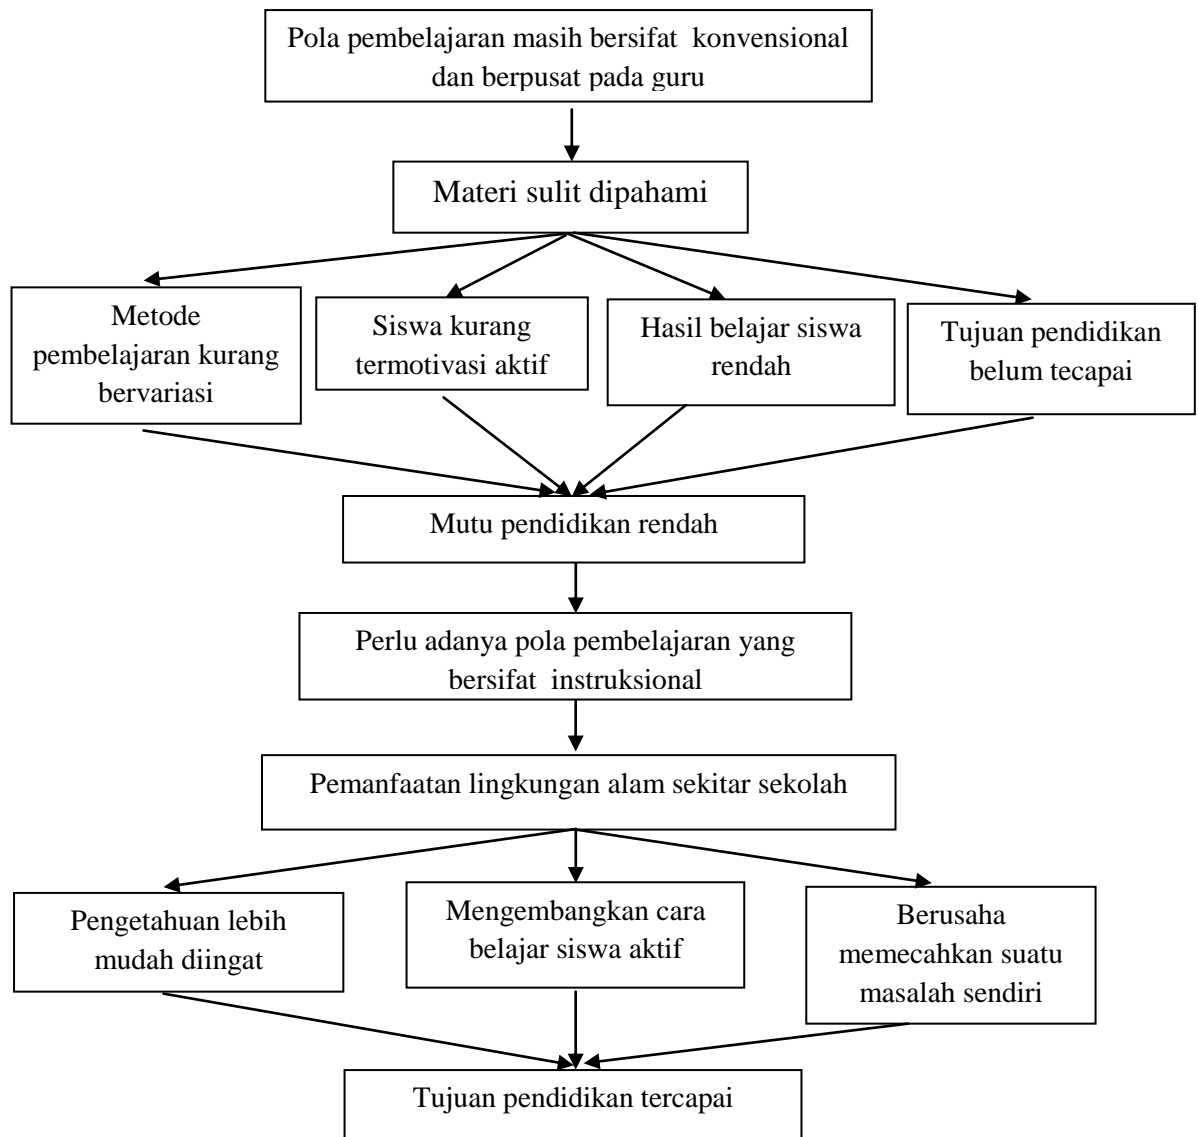 Pola pembelajaran masih bersifat konvensional
dan berpusat pada guru
Materi sulit dipahami
Metode
pembelajaran kurang
bervariasi
Siswa kurang
termotivasi aktif
Hasil belajar siswa
rendah
Tujuan pendidikan
belum tecapai
Mutu pendidikan rendah
Perlu adanya pola pembelajaran yang
bersifat instruksional
Pemanfaatan lingkungan alam sekitar sekolah
Pengetahuan lebih
mudah diingat
Mengembangkan cara
belajar siswa aktif
Berusaha
memecahkan suatu
masalah sendiri
Tujuan pendidikan tercapai